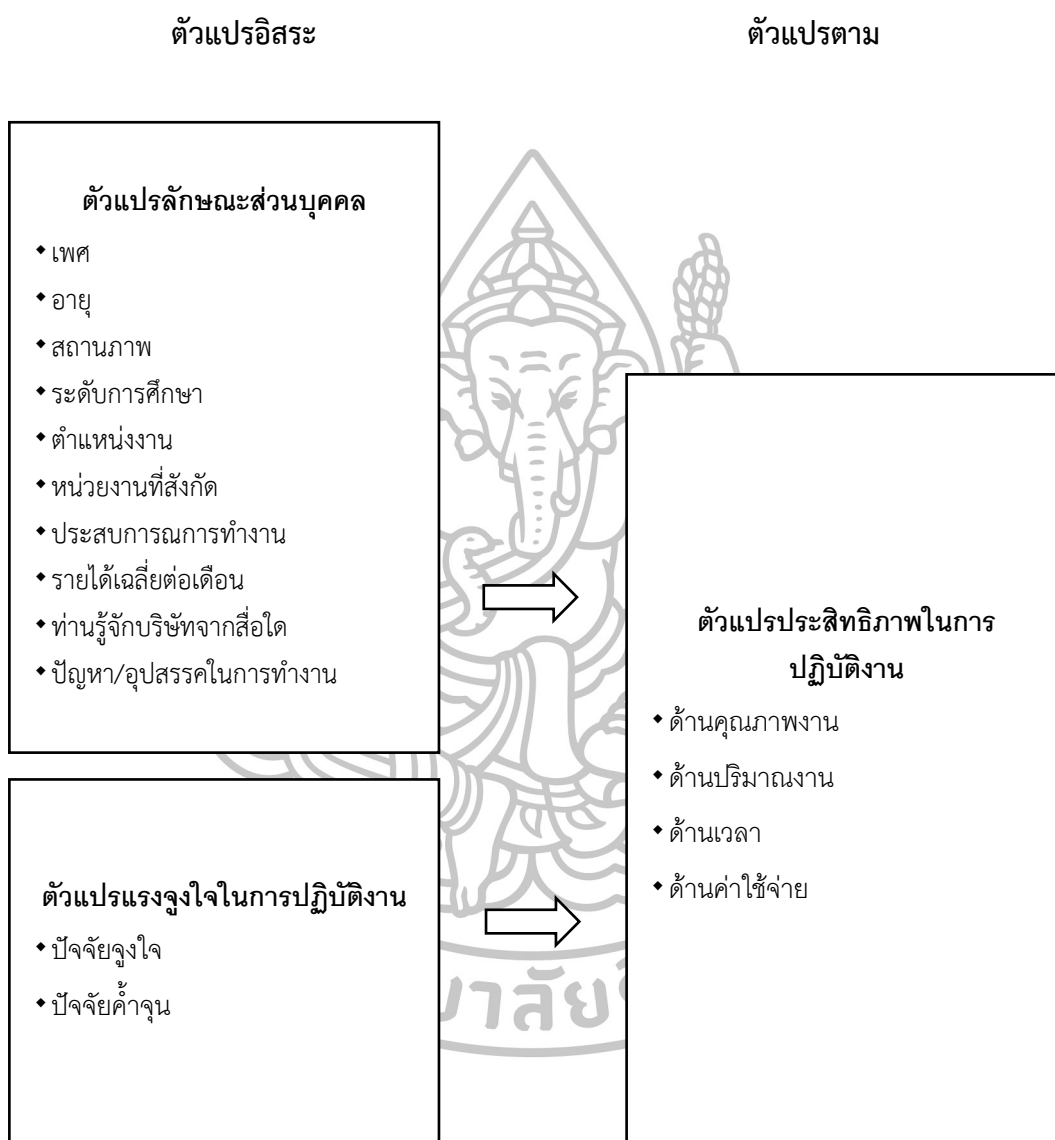 ตัวแปรอิสระ
ตัวแปรตาม
ตัวแปรลักษณะส่วนบุคคล
◆ เพศ
◆ อายุ
◆ สถานภาพ
◆ ระดับการศึกษา
◆ ตำแหน่งงาน
◆ หน่วยงานที่สังกัด
◆ ประสบการณการทำงาน
◆ รายได้เฉลี่ยต่อเดือน
◆ ท่านรู้จักบริษัทจากสื่อใด
◆ ปัญหา/อุปสรรคในการทำงาน
ตัวแปรแรงจูงใจในการปฏิบัติงาน
◆ ปัจจัยจูงใจ
◆ ปัจจัยค้ำจุน
ตัวแปรประสิทธิภาพในการ
ปฏิบัติงาน
◆ ด้านคุณภาพงาน
◆ ด้านปริมาณงาน
◆ ด้านเวลา
◆ ด้านค่าใช้จ่าย